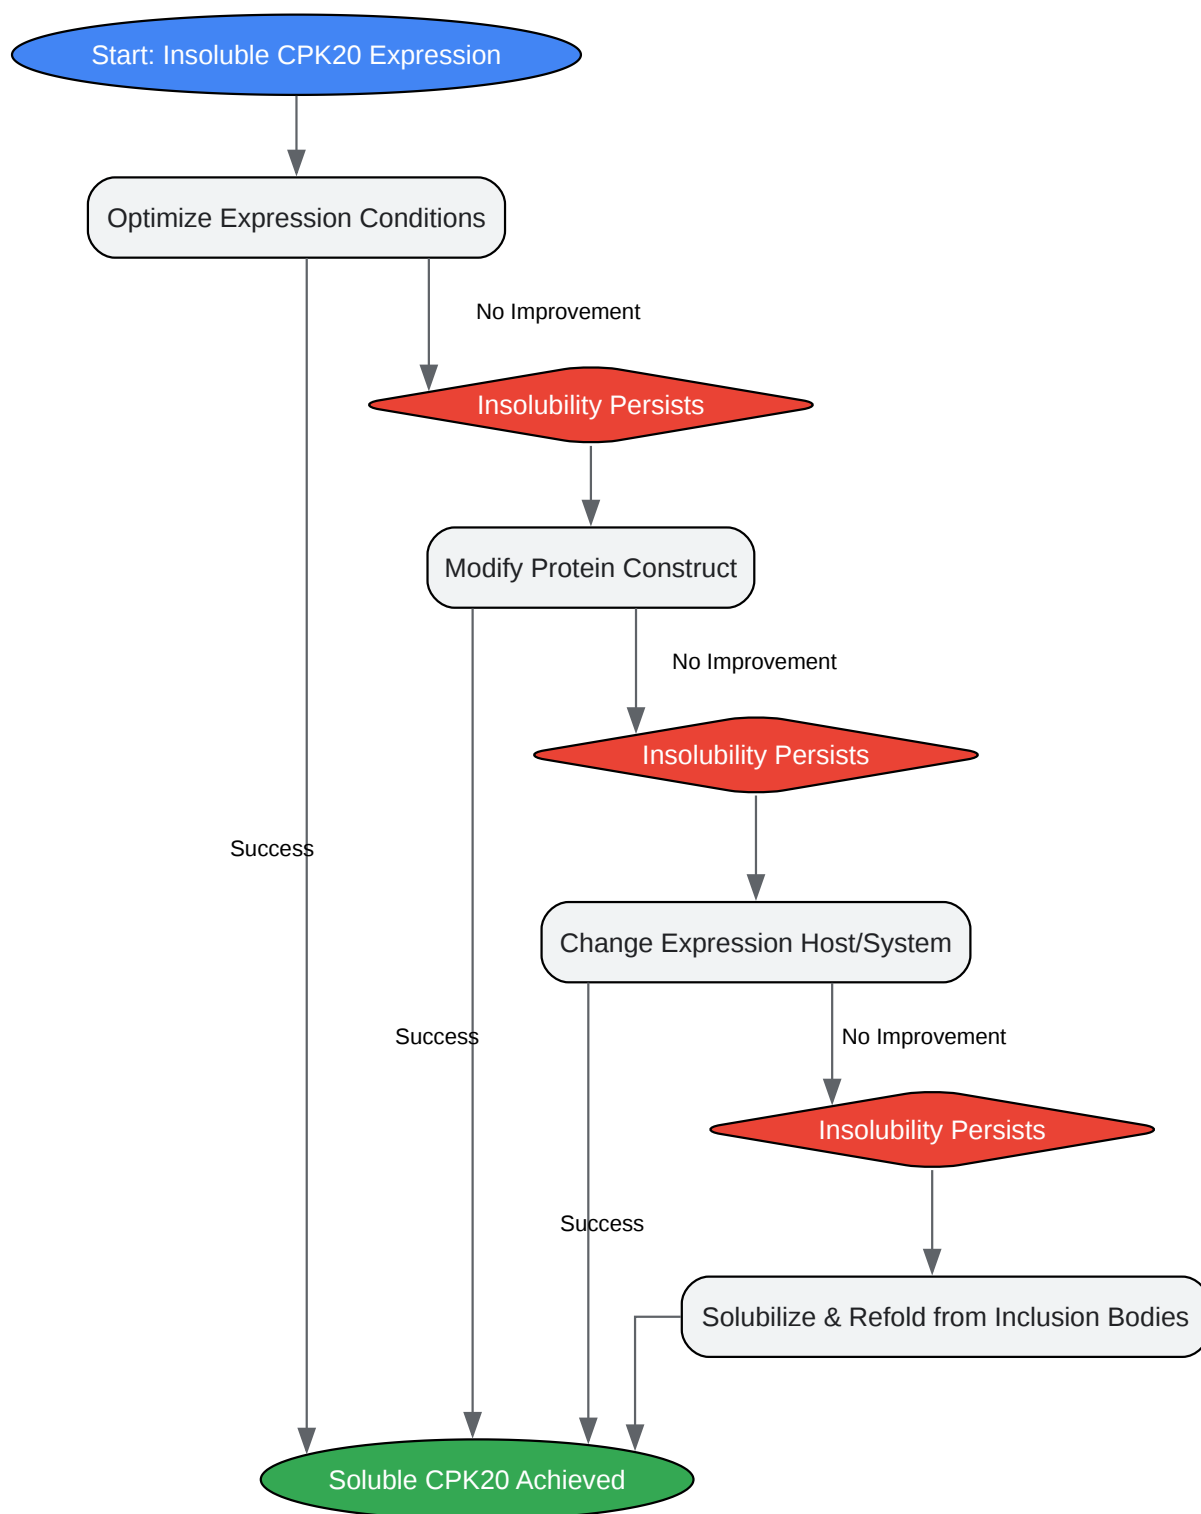 Start: Insoluble CPK20 Expression
Optimize Expression Conditions
No Improvement
Insolubility Persists
Modify Protein Construct
No Improvement
Insolubility Persists
Success
Change Expression Host/System
Success
No Improvement
Insolubility Persists
Success
Solubilize & Refold from Inclusion Bodies
Soluble CPK20 Achieved